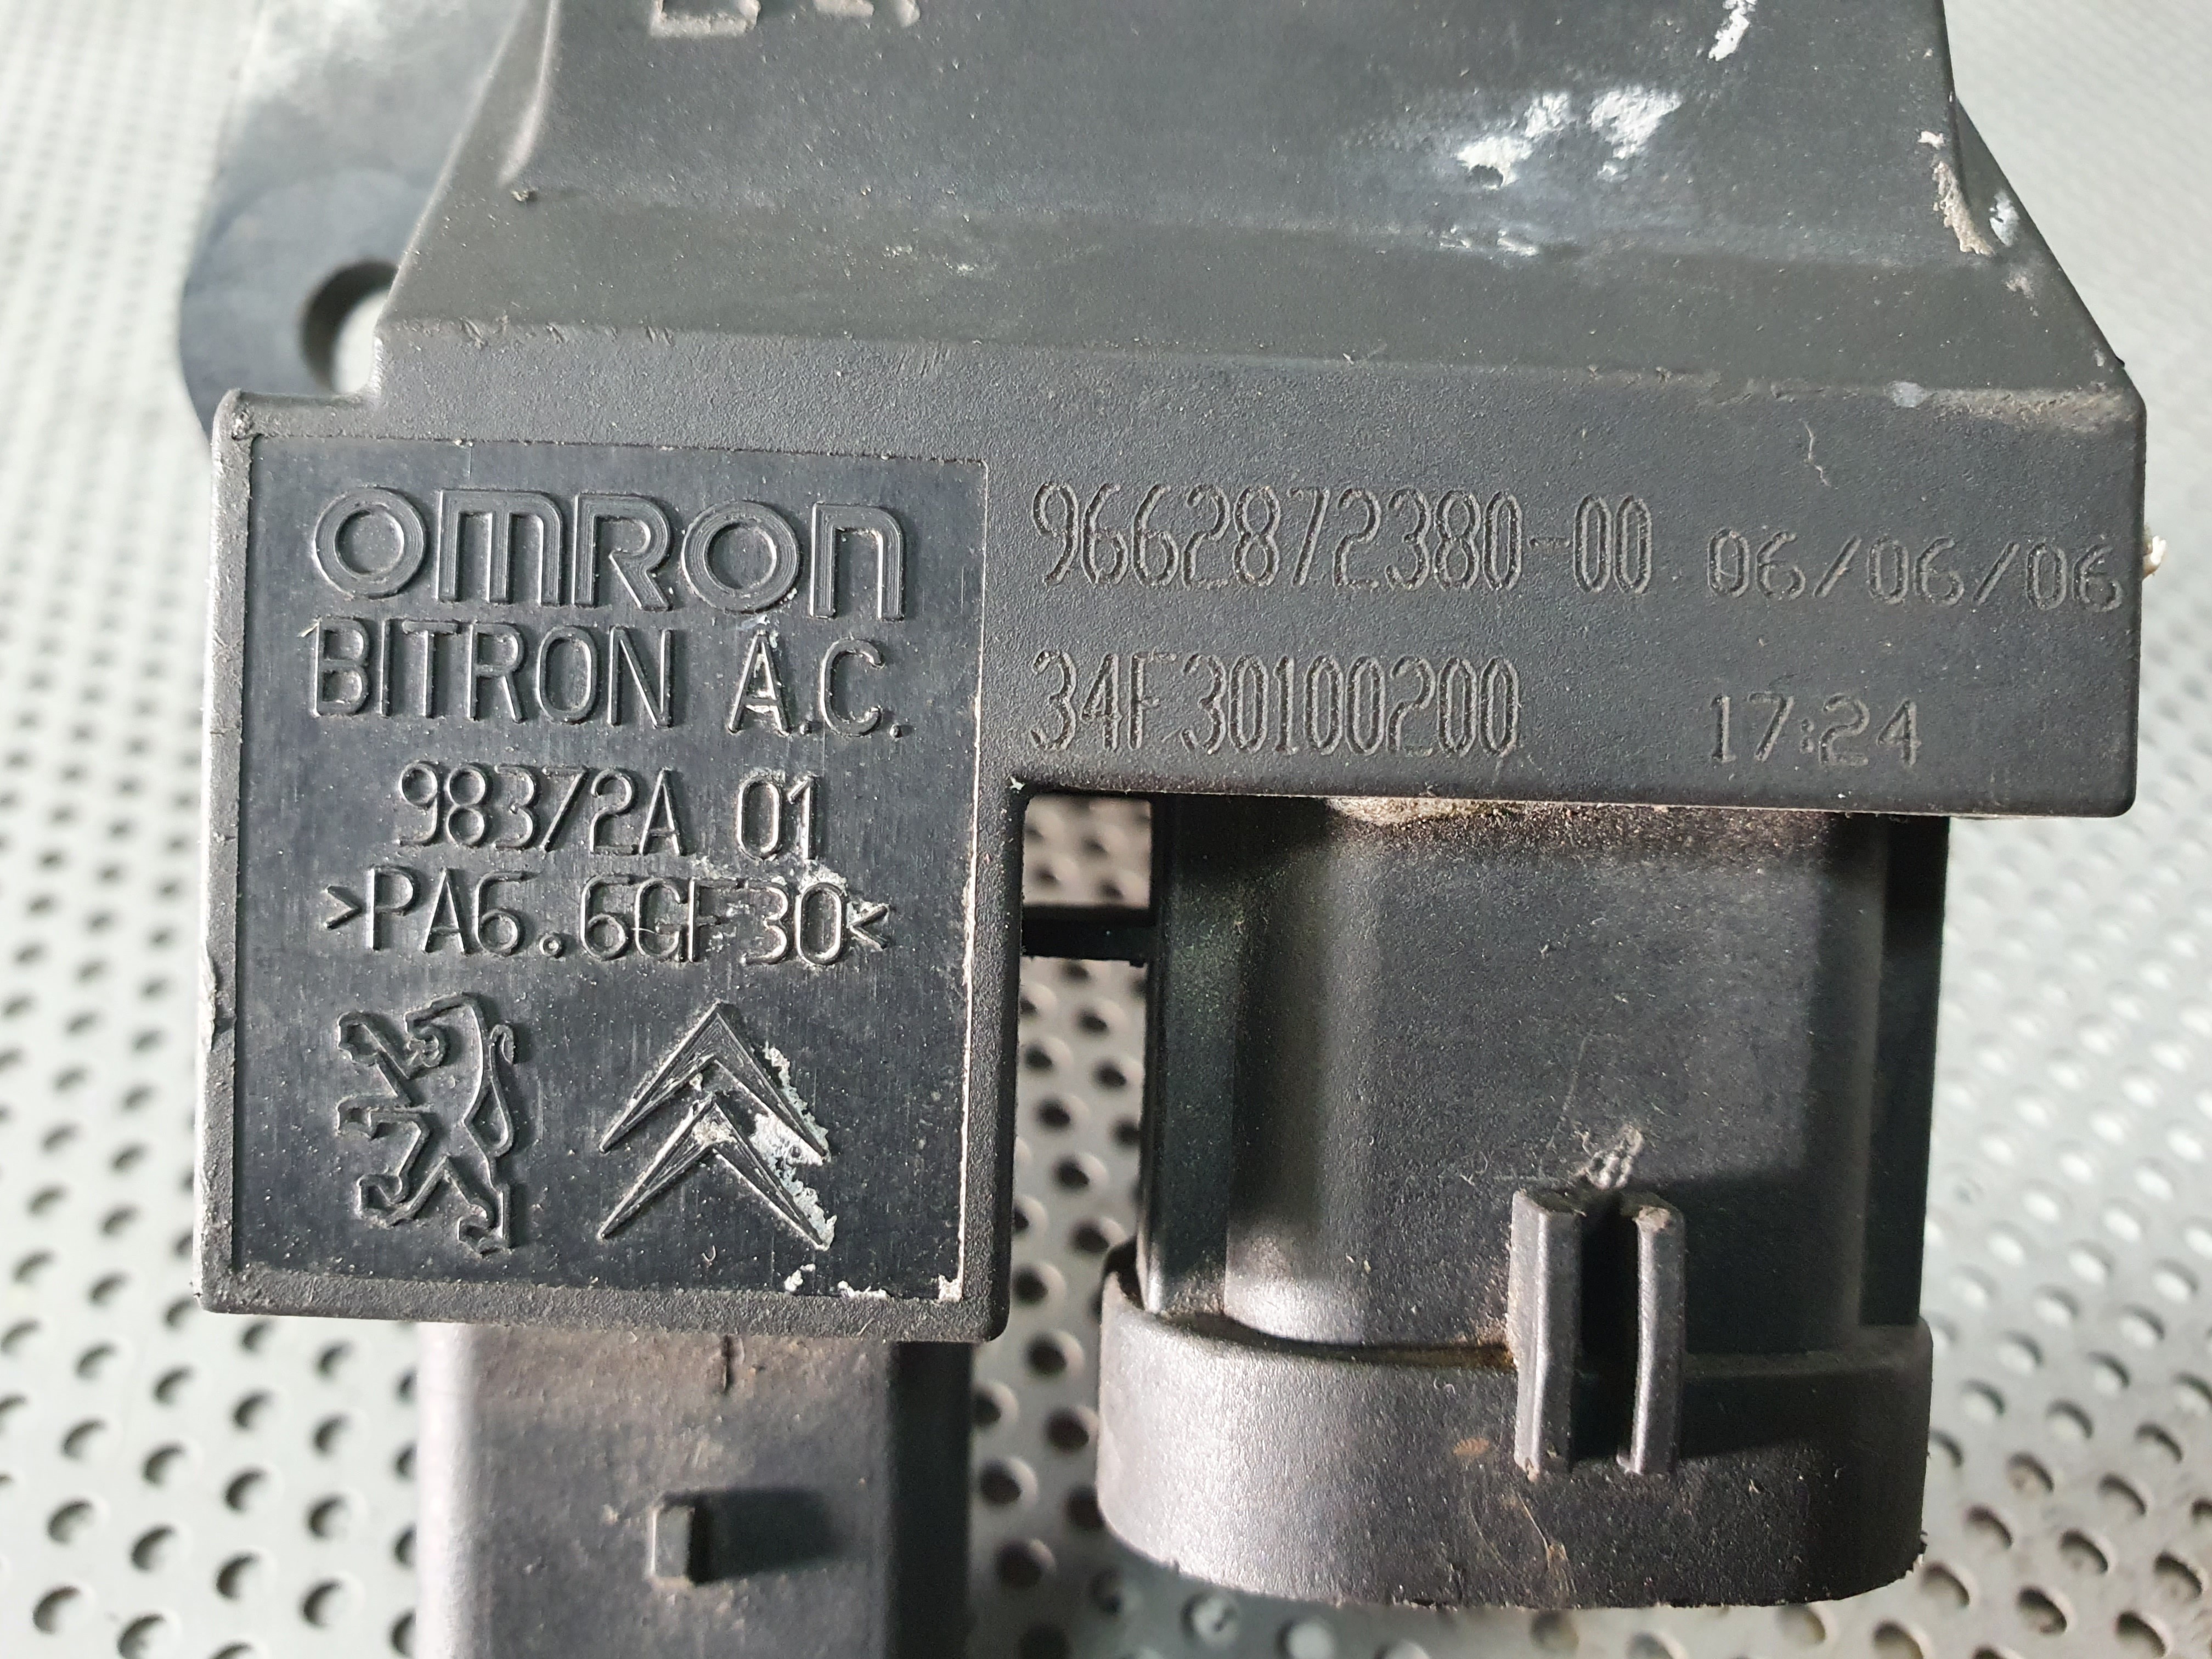 omron
BITRON A.C.
98372A 01
>PA6.6GF30<
9662872380-00 06/06/06
34F30100200 17:24